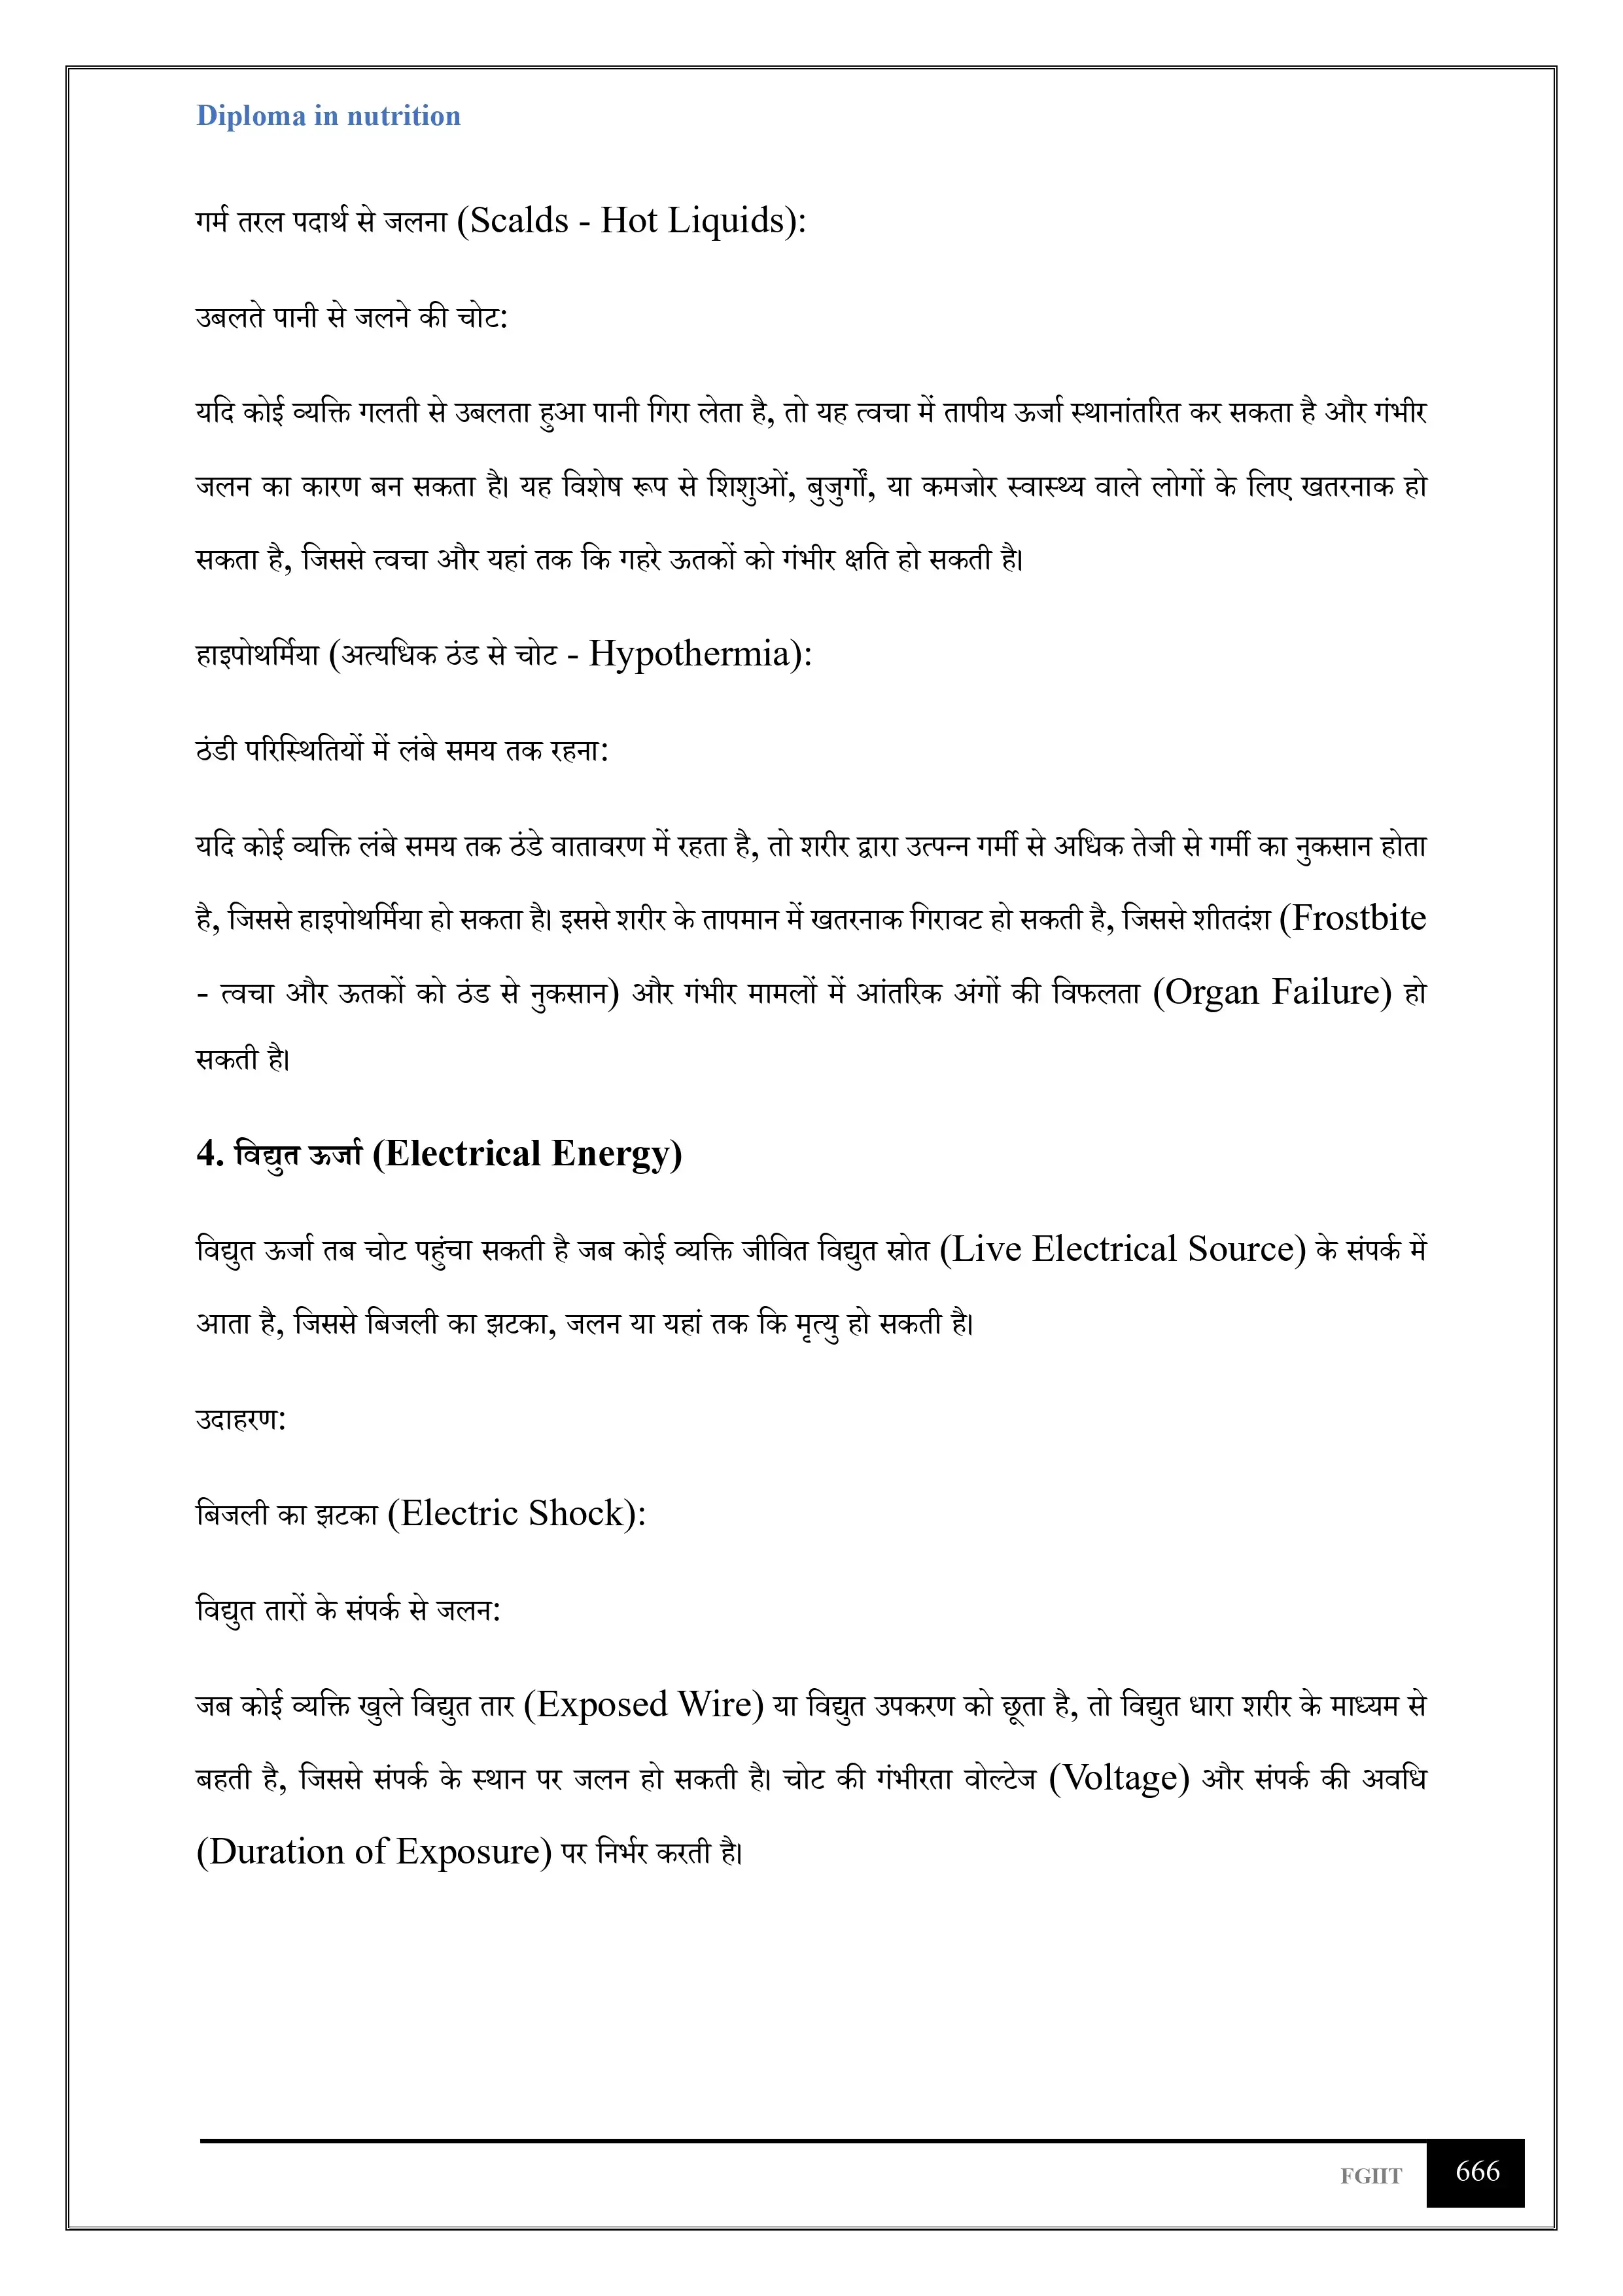 Diploma in nutrition
गर्म तरल पदार्थ से जलना (Scalds - Hot Liquids):
उबलते पानी से जलने की चोट:
यदि कोई व्यक्ति गलती से उबलता हुआ पानी गिरा लेता है, तो यह त्वचा में तापीय ऊर्जा स्थानांतरित कर सकता है और गंभीर
जलन का कारण बन सकता है। यह विशेष रूप से शिशुओं, बुजुर्गों, या कमजोर स्वास्थ्य वाले लोगों के लिए खतरनाक हो
सकता है, जिससे त्वचा और यहां तक कि गहरे ऊतकों को गंभीर क्षति हो सकती है।
हाइपोथर्मिया (अत्यधिक ठंड से चोट - Hypothermia):
ठंडी परिस्थितियों में लंबे समय तक रहना:
यदि कोई व्यक्ति लंबे समय तक ठंडे वातावरण में रहता है, तो शरीर द्वारा उत्पन्न गर्मी से अधिक तेजी से गर्मी का नुकसान होता
है, जिससे हाइपोथर्मिया हो सकता है। इससे शरीर के तापमान में खतरनाक गिरावट हो सकती है, जिससे शीतदंश (Frostbite
- त्वचा और ऊतकों को ठंड से नुकसान) और गंभीर मामलों में आंतरिक अंगों की विफलता (Organ Failure) हो
सकती है।
4. विद्युत ऊर्जा (Electrical Energy)
विद्युत ऊर्जा तब चोट पहुंचा सकती है जब कोई व्यक्ति जीवित विद्युत स्रोत (Live Electrical Source) के संपर्क में
आता है, जिससे बिजली का झटका, जलन या यहां तक कि मृत्यु हो सकती है।
उदाहरण:
बिजली का झटका (Electric Shock):
विद्युत तारों के संपर्क से जलन:
जब कोई व्यक्ति खुले विद्युत तार (Exposed Wire) या विद्युत उपकरण को छूता है, तो विद्युत धारा शरीर के माध्यम से
बहती है, जिससे संपर्क के स्थान पर जलन हो सकती है। चोट की गंभीरता वोल्टेज (Voltage) और संपर्क की अवधि
(Duration of Exposure) पर निर्भर करती है।
FGIIT 666